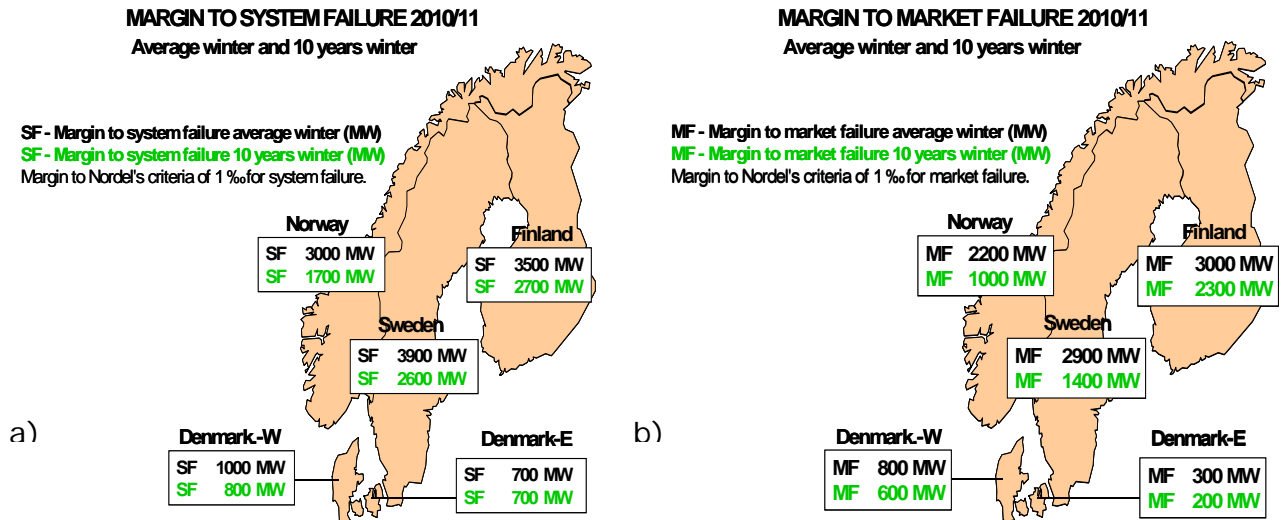 MARGIN TO SYSTEM FAILURE 2010/11
Average winter and 10 years winter
SF - Margin to system failure average winter (MW)
SF - Margin to system failure 10 years winter (MW)
Margin to Nordel's criteria of 1 ‰ for system failure.
Norway
SF 3000 MW
SF 1700 MW
Finland
SF 3500 MW
SF 2700 MW
Sweden
SF 3900 MW
SF 2600 MW
a)
Denmark.-W
SF 1000 MW
SF 800 MW
Denmark-E
SF 700 MW
SF 700 MW
MARGIN TO MARKET FAILURE 2010/11
Average winter and 10 years winter
MF - Margin to market failure average winter (MW)
MF - Margin to market failure 10 years winter (MW)
Margin to Nordel's criteria of 1 ‰ for market failure.
Norway
MF 2200 MW
MF 1000 MW
Finland
MF 3000 MW
MF 2300 MW
Sweden
MF 2900 MW
MF 1400 MW
b)
Denmark.-W
MF 800 MW
MF 600 MW
Denmark-E
MF 300 MW
MF 200 MW